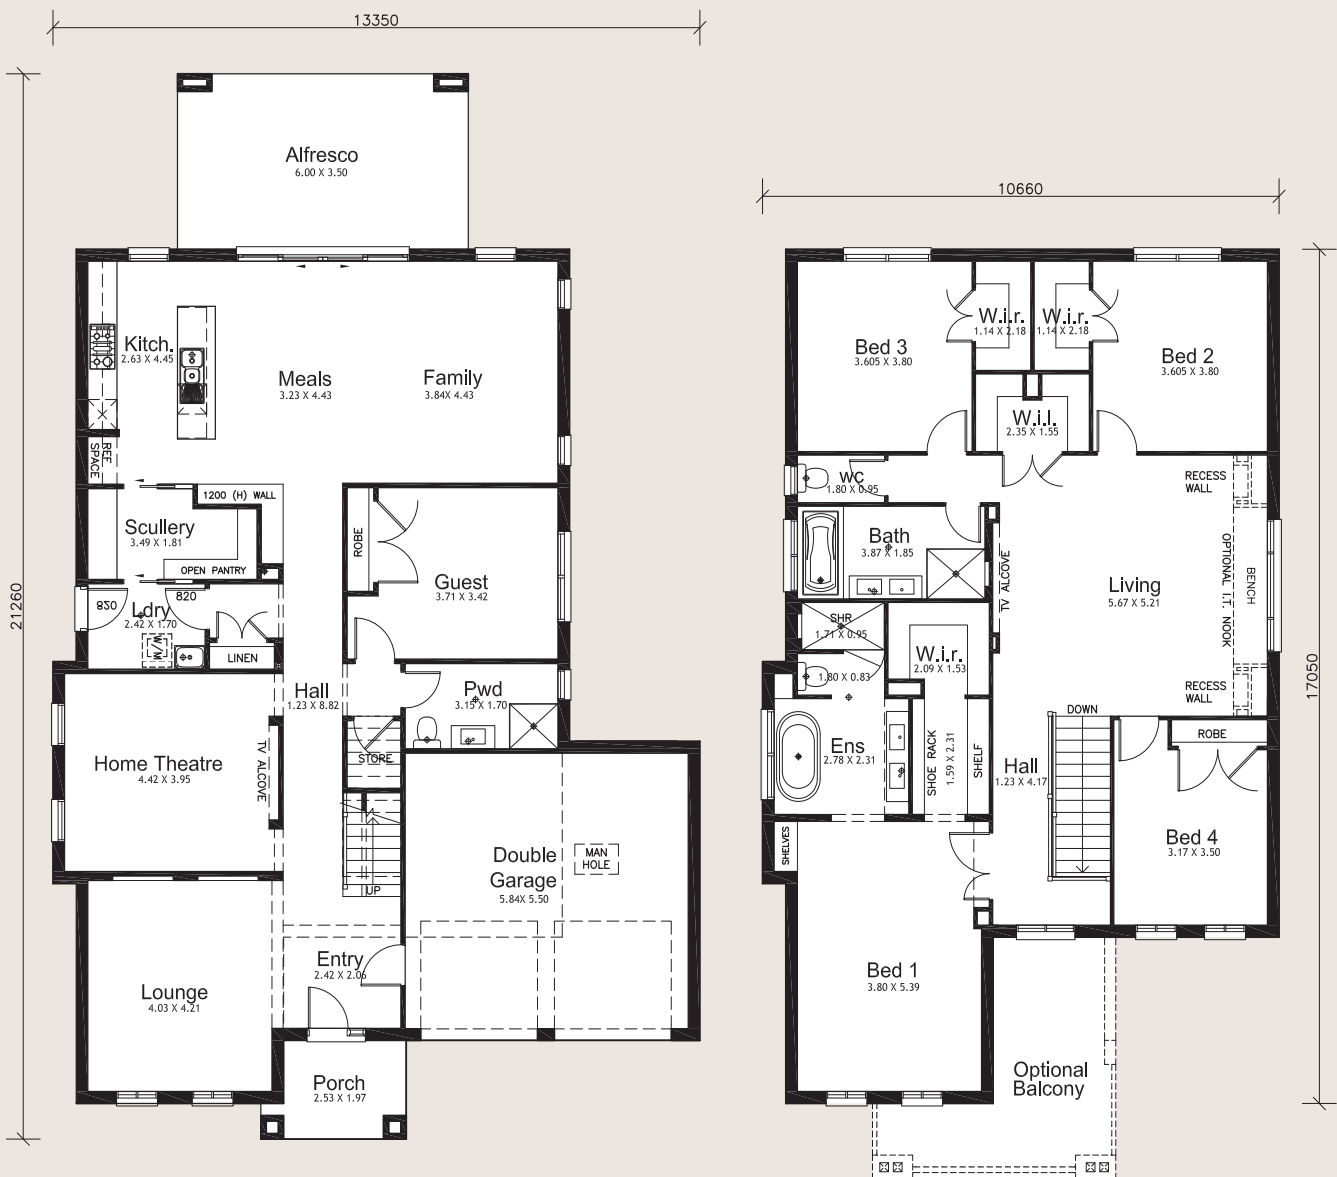 13350
21260
Alfresco
6.00 X 3.50
Kitch.
2.63 X 4.45
Meals
3.23 X 4.43
Family
3.84X 4.43
REF.
SPACE
1200 (H) WALL
Scullery
3.49 X 1.81
OPEN PANTRY
ROBE
Guest
3.71 X 3.42
820
820
Ldry
2.42 X 1.70
W/M
LINEN
Hall
1.23 X 8.82
Pwd
3.15 X 1.70
Home Theatre
4.42 X 3.95
TV ALCOVE
STORE
UP
Double
Garage
5.84X 5.50
MAN
HOLE
Entry
2.42 X 2.06
Lounge
4.03 X 4.21
Porch
2.53 X 1.97
10660
17050
Bed 3
3.605 X 3.80
W.i.r.
1.14 X 2.18
W.i.r.
1.14 X 2.18
Bed 2
3.605 X 3.80
W.i.l.
2.35 X 1.55
wc
1.80 X 0.95
RECESS
WALL
Bath
3.87 X 1.85
TV ALCOVE
Living
5.67 X 5.21
OPTIONAL I.T. NOOK
BENCH
SHR
1.71 X 0.95
W.i.r.
2.09 X 1.53
1.80 X 0.83
RECESS
WALL
Ens
2.78 X 2.31
SHOE RACK
1.59 X 2.31
SHELF
DOWN
Hall
1.23 X 4.17
ROBE
SHELVES
Bed 4
3.17 X 3.50
Bed 1
3.80 X 5.39
Optional
Balcony